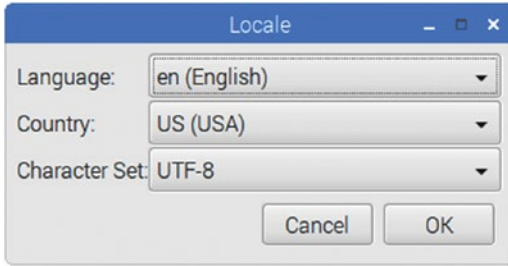 Locale
Language: en (English)
Country: US (USA)
Character Set: UTF-8
Cancel OK